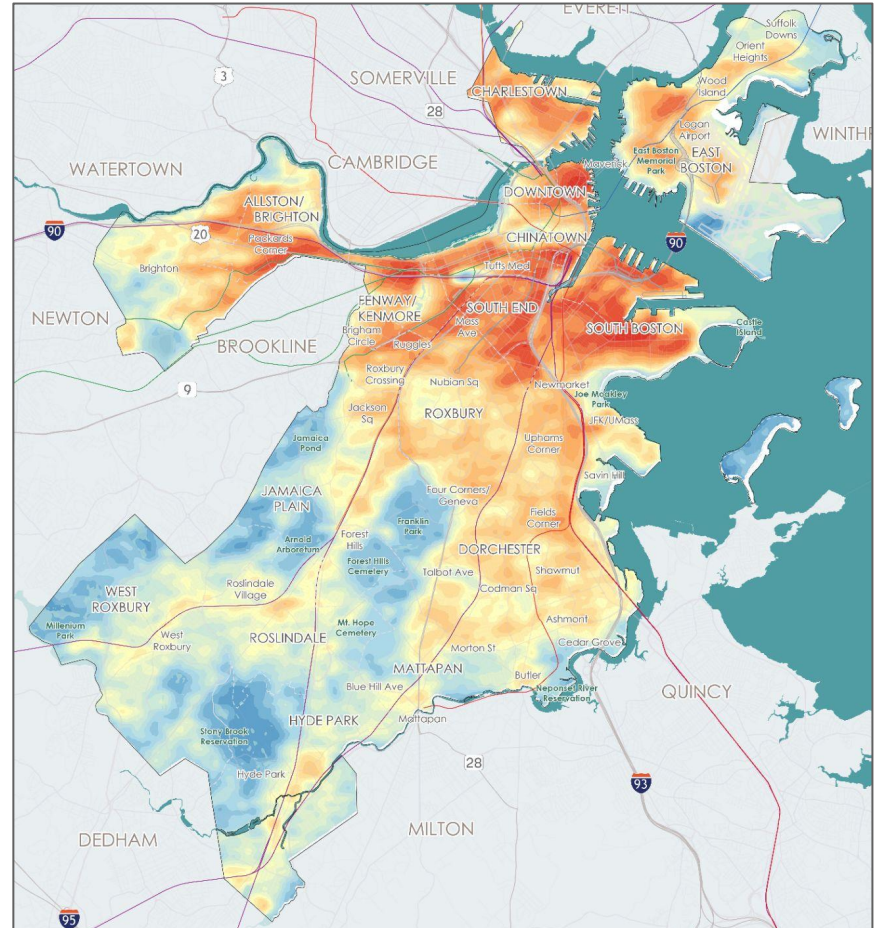 EVERETT
Suffolk
Downs
Orient
Heights
3
SOMERVILLE
Wood
Island
CHARLESTOWN
28
Logan
Airport
WINTHR
WATERTOWN
CAMBRIDGE
East Boston
Memorial
Park
EAST
BOSTON
Maverick
DOWNTOWN
ALLSTON/
BRIGHTON
90
20
Packards
Corner
CHINATOWN
90
Brighton
Tufts Med
NEWTON
FENWAY/
KENMORE
SOUTH END
Mass
Ave
SOUTH BOSTON
Castle
Island
BROOKLINE
Brigham
Circle
Ruggles
Roxbury
Crossing
Nubian Sq
Newmarket
9
Joe Moakley
Park
Jackson
Sq
ROXBURY
JFK/UMass
Jamaica
Pond
Uphams
Corner
Savin Hill
JAMAICA
PLAIN
Four Corners/
Geneva
Franklin
Park
Fields
Corner
Arnold
Arboretum
Forest
Hills
DORCHESTER
Forest Hills
Cemetery
Talbot Ave
Shawmut
WEST
ROXBURY
Roslindale
Village
Codman Sq
Millenium
Park
Mt. Hope
Cemetery
Ashmont
West
Roxbury
ROSLINDALE
Cedar Grove
Morton St
MATTAPAN
Butler
Blue Hill Ave
Neponset River
Reservation
QUINCY
HYDE PARK
Mattapan
Stony Brook
Reservation
28
Hyde Park
93
DEDHAM
MILTON
95